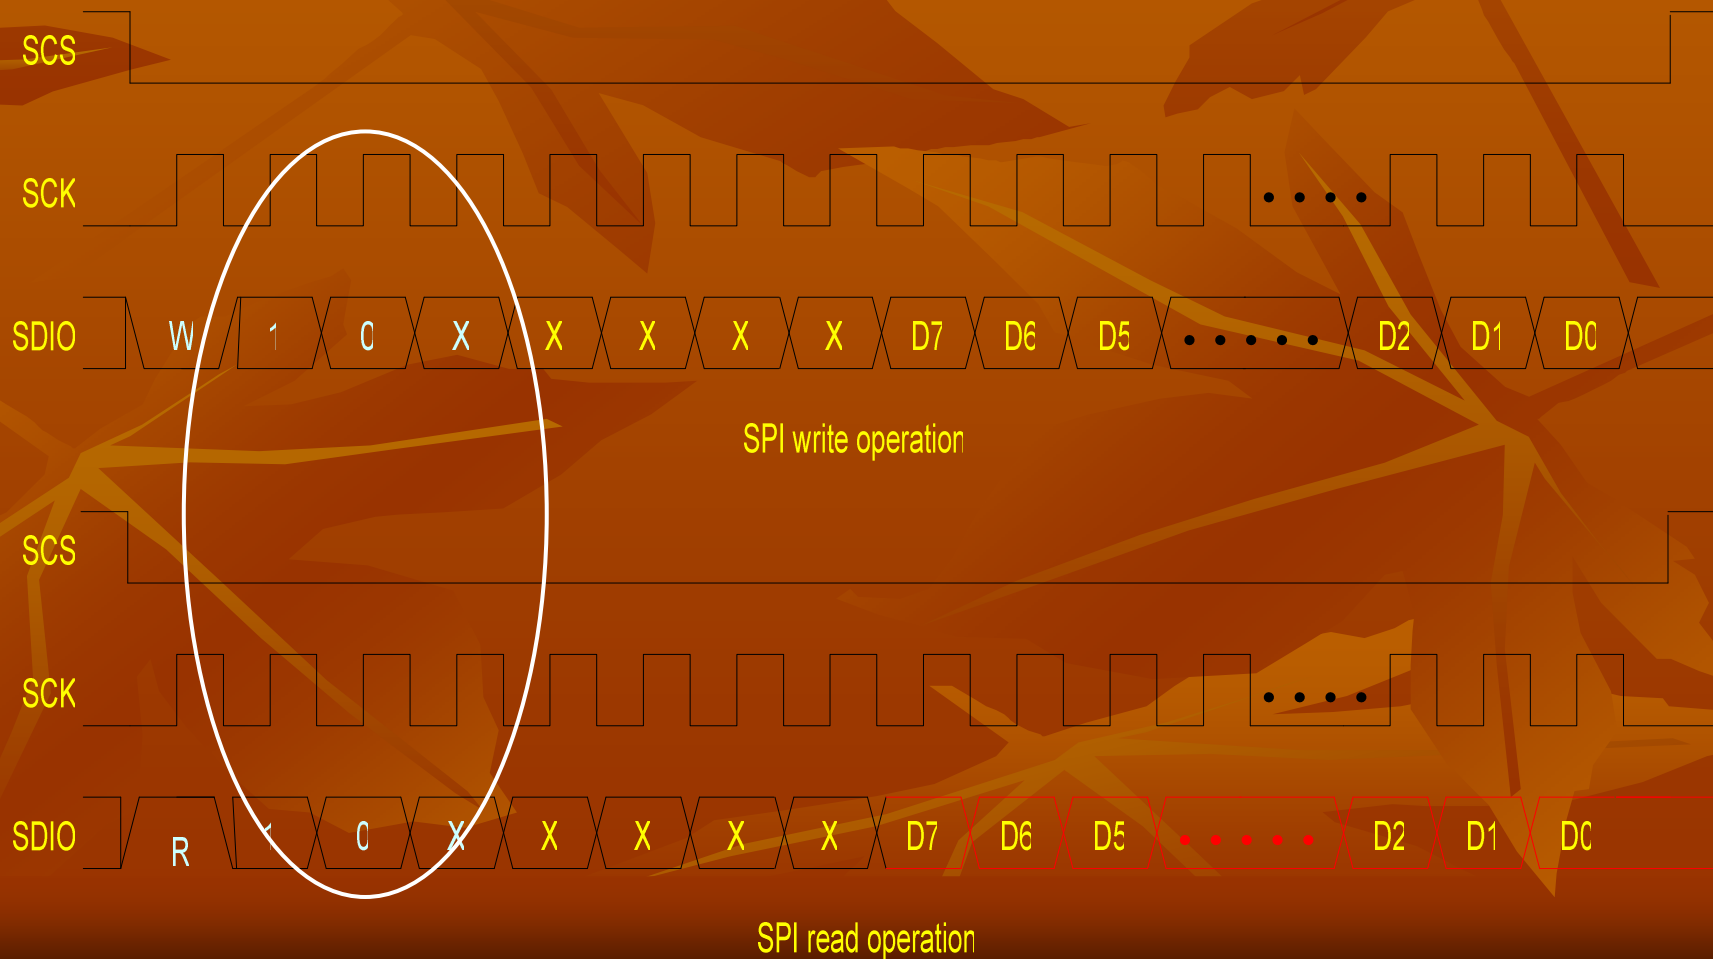 SCS
SCK
SDIO W 1 0 X X X X X D7 D6 D5 D2 D1 D0
SPI write operation
SCS
SCK
SDIO R 1 0 X X X X X D7 D6 D5 D2 D1 D0
SPI read operation